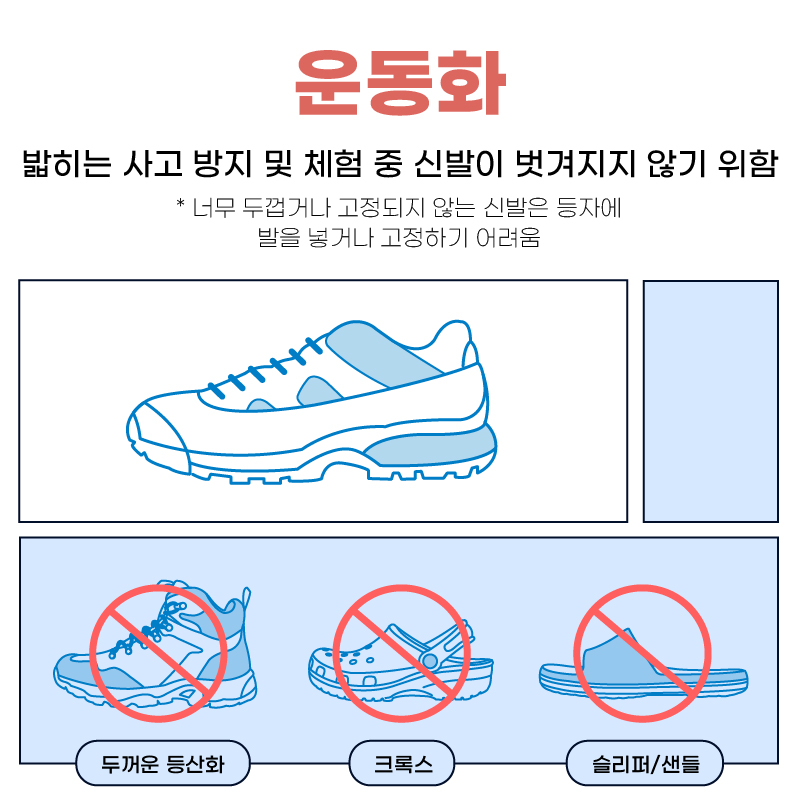 운동화
밟히는 사고 방지 및 체험 중 신발이 벗겨지지 않기 위함
* 너무 두껍거나 고정되지 않는 신발은 등자에
발을 넣거나 고정하기 어려움
두꺼운 등산화
크록스
슬리퍼/샌들